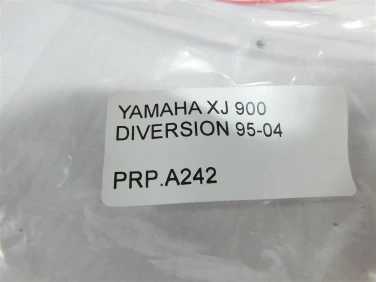 YAMAHA XJ 900
DIVERSION 95-04
PRP.A242